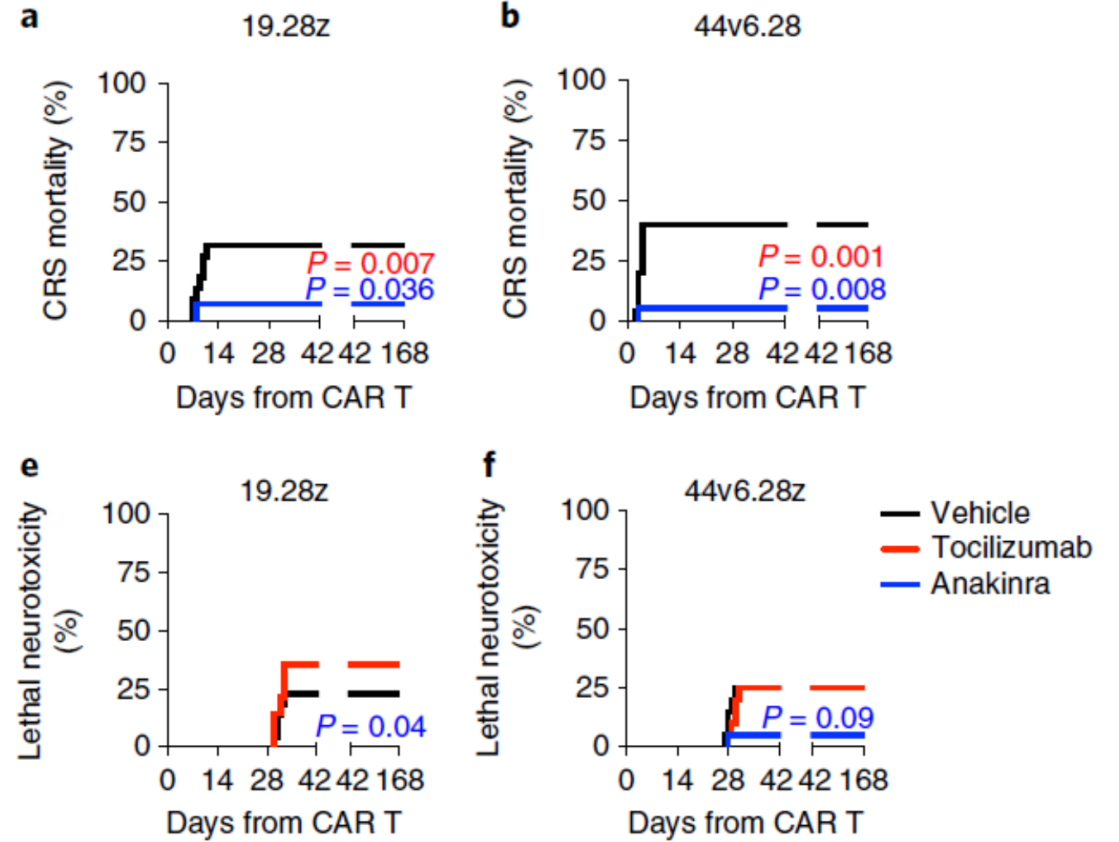 a
19.28z
CRS mortality (%)
100
75
50
25
0
P = 0.007
P = 0.036
0 14 28 42 42 168
Days from CAR T
b
44v6.28
CRS mortality (%)
100
75
50
25
0
P = 0.001
P = 0.008
0 14 28 42 42 168
Days from CAR T
e
19.28z
Lethal neurotoxicity
(%)
100
75
50
25
0
P = 0.04
0 14 28 42 42 168
Days from CAR T
f
44v6.28z
Lethal neurotoxicity
(%)
100
75
50
25
0
P = 0.09
0 14 28 42 42 168
Days from CAR T
Vehicle
Tocilizumab
Anakinra